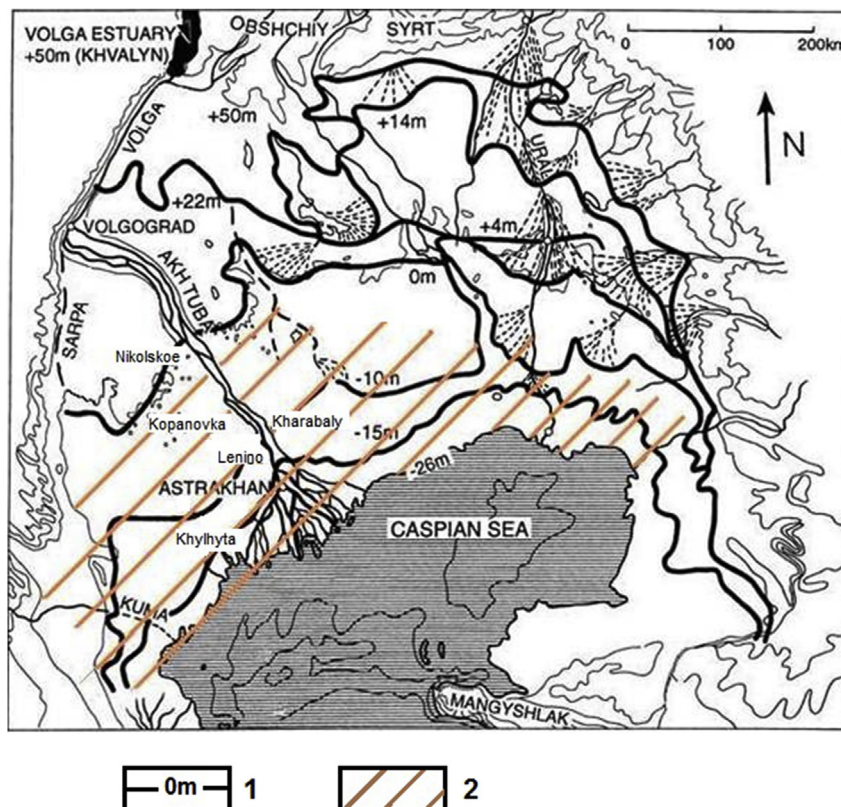 VOLGA ESTUARY
+50m (KHVALYN)
OBSHCHIY
SYRT
0 100 200km
VOLGA
+50m
+14m
URAL
N
+22m
VOLGOGRAD
+4m
AKHTUBA
0m
SARPA
Nikolskoe
-10m
Kopanovka
Kharabaly
-15m
Lenino
-26m
ASTRAKHAN
CASPIAN SEA
Khylhyta
KUMA
MANGYSHLAK
0m 1
2